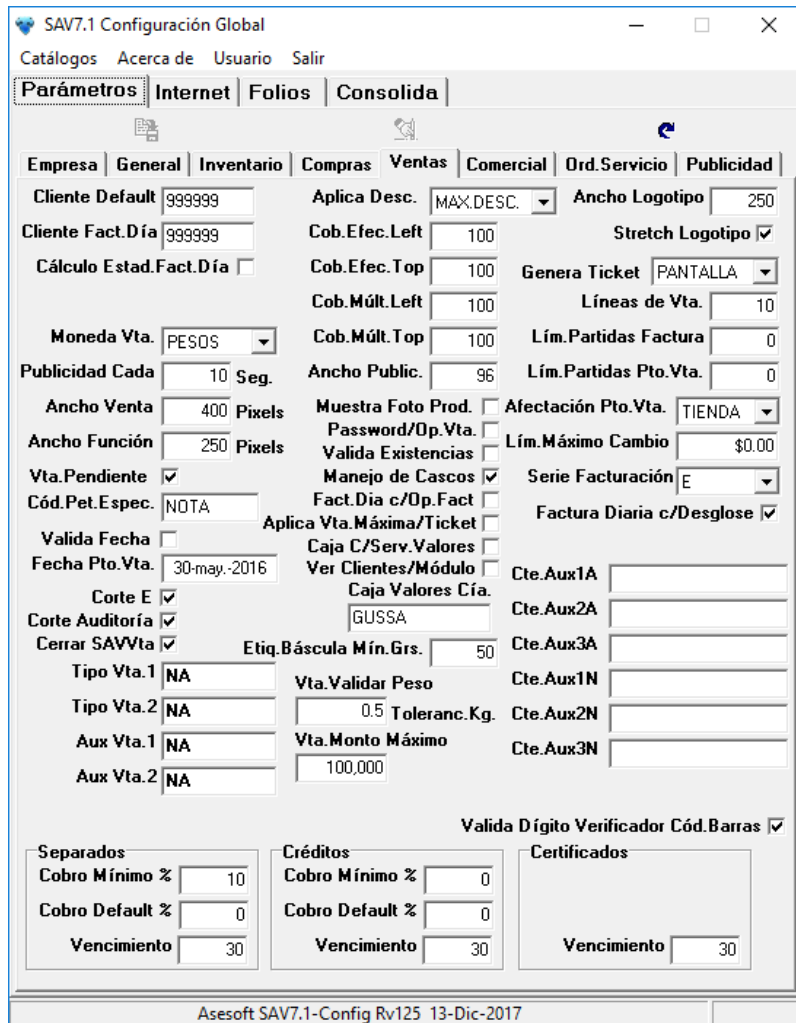 SAV7.1 Configuración Global
Catálogos Acerca de Usuario Salir
Parámetros Internet Folios Consolida
Empresa General Inventario Compras Ventas Comercial Ord.Servicio Publicidad
Cliente Default 999999 Aplica Desc. MAX.DESC. Ancho Logotipo 250
Cliente Fact.Día 999999 Cob.Efec.Left 100 Stretch Logotipo
Cálculo Estad.Fact.Día Cob.Efec.Top 100 Genera Ticket PANTALLA
Cob.Múlt.Left 100 Líneas de Vta. 10
Moneda Vta. PESOS Cob.Múlt.Top 100 Lím.Partidas Factura 0
Publicidad Cada 10 Seg. Ancho Public. 96 Lím.Partidas Pto.Vta. 0
Ancho Venta 400 Pixels Muestra Foto Prod. Afectación Pto.Vta. TIENDA
Password/Op.Vta.
Ancho Función 250 Pixels Valida Existencias Lím.Máximo Cambio $0.00
Vta.Pendiente Manejo de Cascos Serie Facturación E
Cód.Pet.Espec. NOTA Fact.Dia c/Op.Fact Factura Diaria c/Desglose
Aplica Vta.Máxima/Ticket
Valida Fecha Caja C/Serv.Valores
Fecha Pto.Vta. 30-may.-2016 Ver Clientes/Módulo Cte.Aux1A
Corte E Caja Valores Cía.
Corte Auditoría GUSSA Cte.Aux2A
Cerrar SAVVta Etiq.Báscula Mín.Grs. 50 Cte.Aux3A
Tipo Vta.1 NA Vta.Validar Peso Cte.Aux1N
Tipo Vta.2 NA 0.5 Toleranc.Kg. Cte.Aux2N
Aux Vta.1 NA Vta.Monto Máximo Cte.Aux3N
Aux Vta.2 NA 100,000
Valida Dígito Verificador Cód.Barras
Separados Créditos Certificados
Cobro Mínimo % 10 Cobro Mínimo % 0
Cobro Default % 0 Cobro Default % 0
Vencimiento 30 Vencimiento 30 Vencimiento 30
Asesoft SAV7.1-Config Rv125 13-Dic-2017